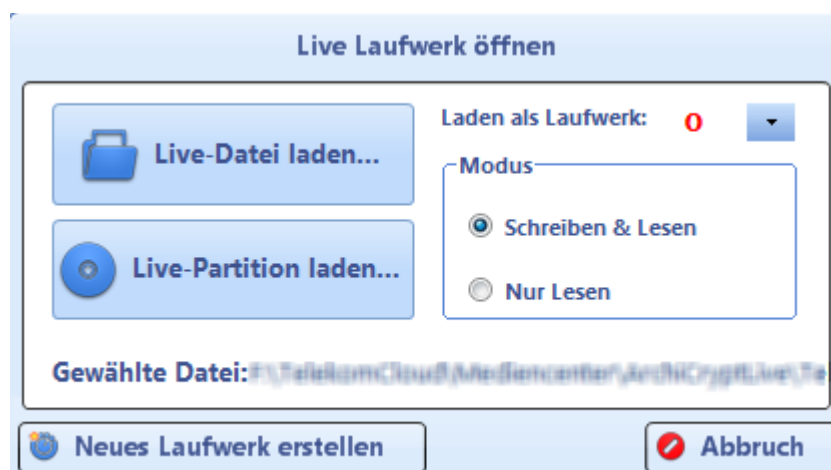 Live Laufwerk öffnen
Live-Datei laden...
Laden als Laufwerk: O
Modus
Schreiben & Lesen
Live-Partition laden...
Nur Lesen
Gewählte Datei:
Neues Laufwerk erstellen
Abbruch